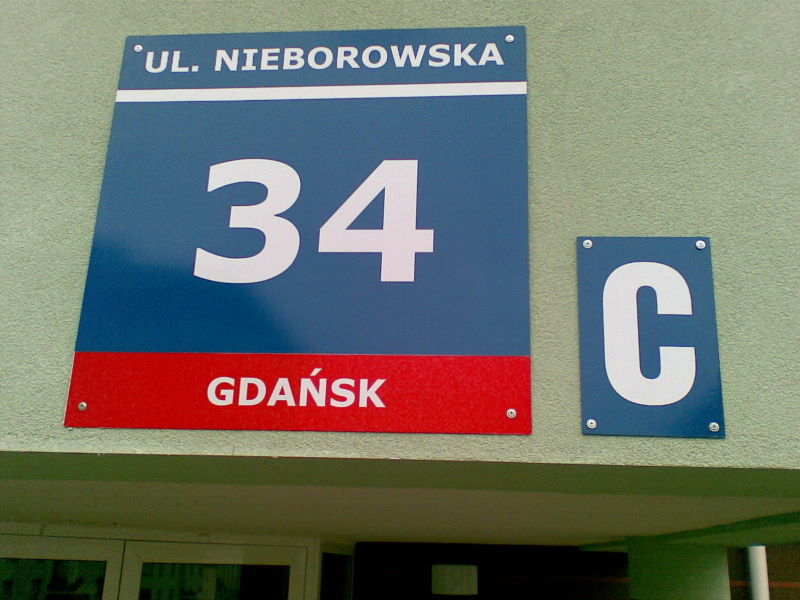 UL. NIEBOROWSKA
34
C
GDAŃSK